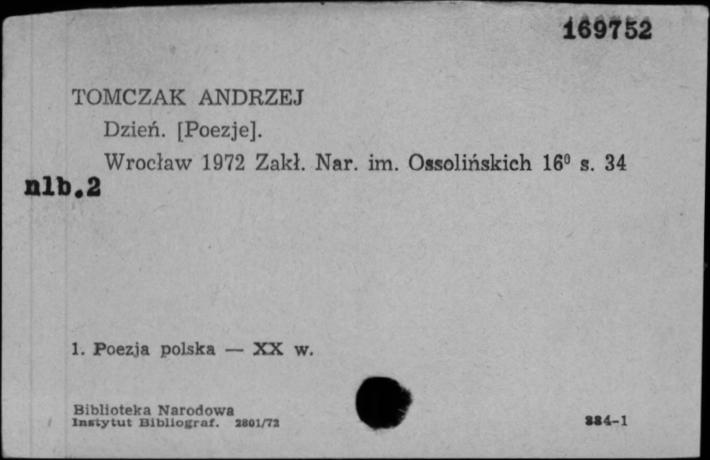 169752
TOMCZAK ANDRZEJ
Dzień. [Poezje].
Wrocław 1972 Zakł. Nar. im. Ossolińskich 16⁰ s. 34
nlb.2
1. Poezja polska — XX w.
Biblioteka Narodowa
Instytut Bibliograf. 2801/72
884-1